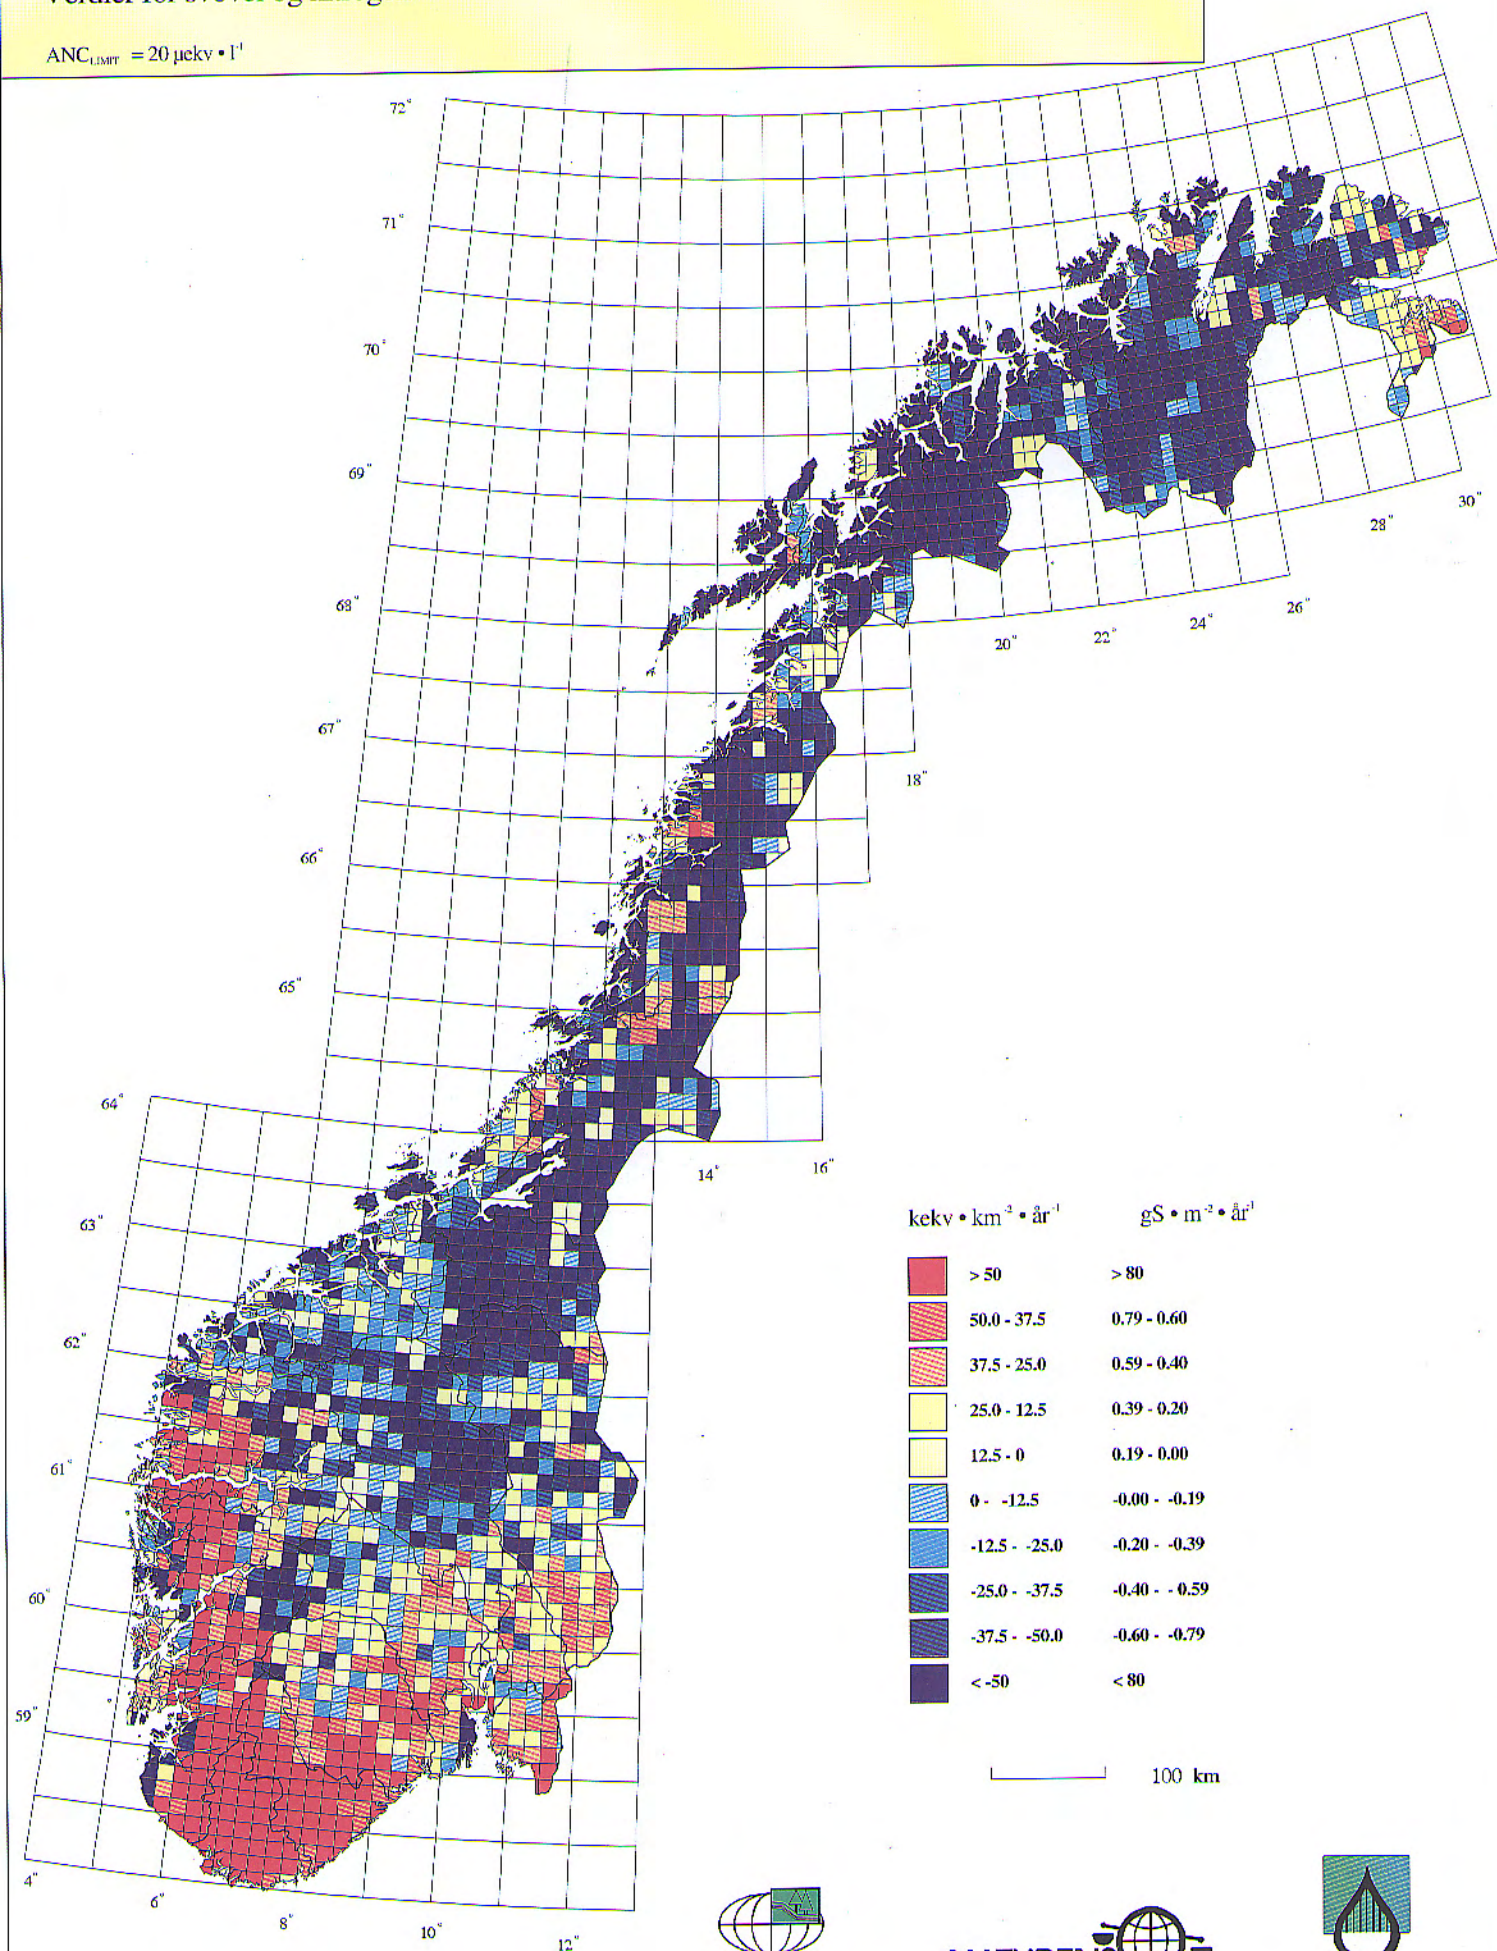 ANC LIMIT = 20 µekv • l⁻¹
72°
71°
70°
69°
68°
67°
66°
65°
64°
63°
62°
61°
60°
59°
30°
28°
26°
24°
22°
20°
18°
16°
14°
4°
6°
8°
10°
12°
kekv • km⁻² • år⁻¹ gS • m⁻² • år⁻¹
> 50 > 80
50.0 - 37.5 0.79 - 0.60
37.5 - 25.0 0.59 - 0.40
25.0 - 12.5 0.39 - 0.20
12.5 - 0 0.19 - 0.00
0 - -12.5 -0.00 - -0.19
-12.5 - -25.0 -0.20 - -0.39
-25.0 - -37.5 -0.40 - - 0.59
-37.5 - -50.0 -0.60 - -0.79
< -50 < 80
100 km